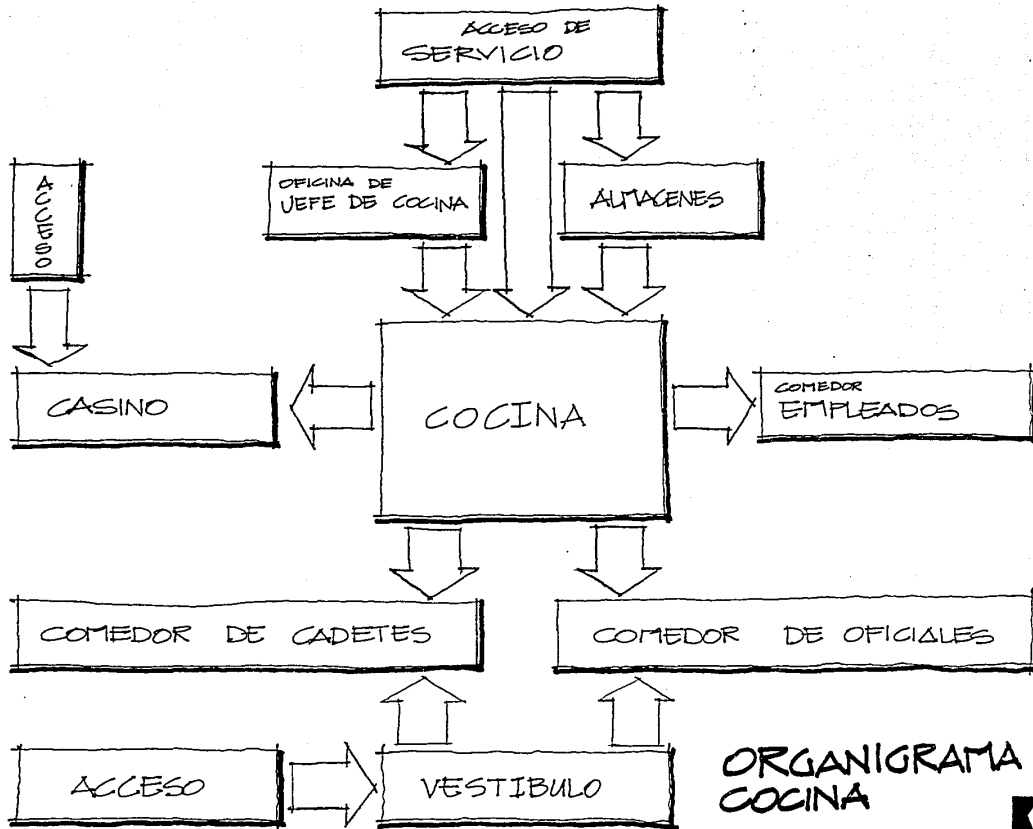 ACCESO DE
SERVICIO
ACCESO
OFICINA DE
JEFE DE COCINA
ALMACENES
CASINO
COCINA
COMEDOR
EMPLEADOS
COMEDOR DE CADETES
COMEDOR DE OFICIALES
ACCESO
VESTIBULO
ORGANIGRAMA
COCINA